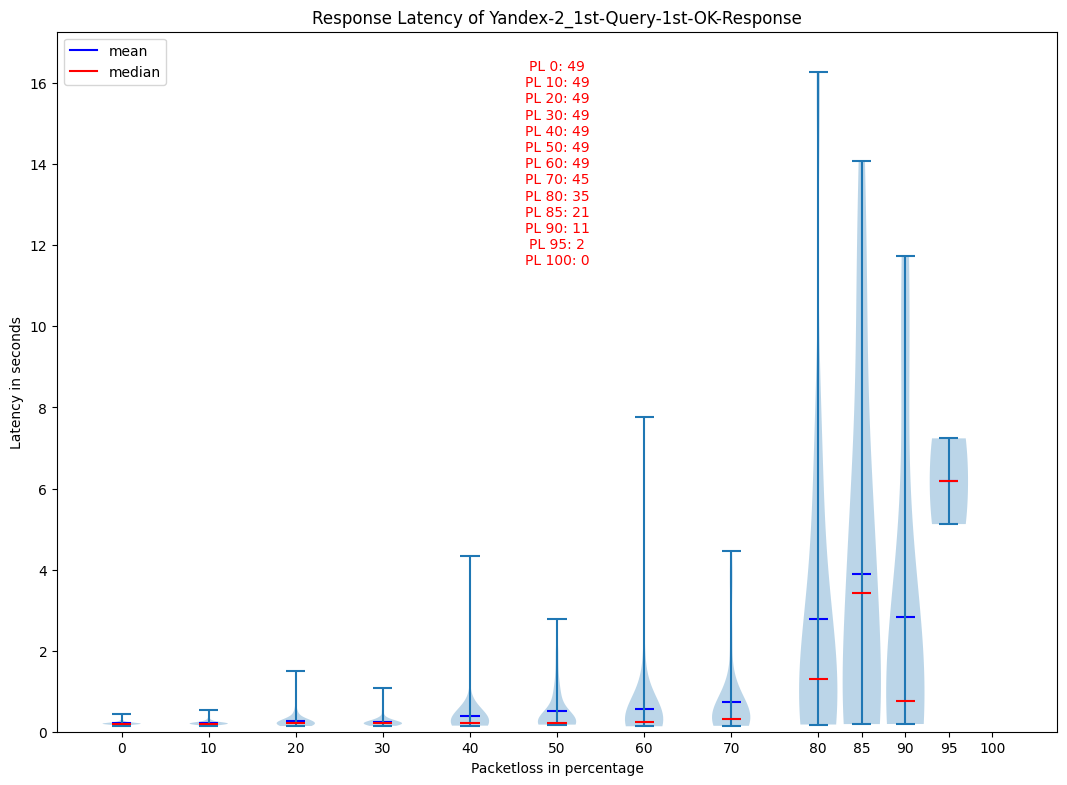 Response Latency of Yandex-2_1st-Query-1st-OK-Response
mean
median
PL 0: 49
PL 10: 49
PL 20: 49
PL 30: 49
PL 40: 49
PL 50: 49
PL 60: 49
PL 70: 45
PL 80: 35
PL 85: 21
PL 90: 11
PL 95: 2
PL 100: 0
Latency in seconds
16
14
12
10
8
6
4
2
0
0 10 20 30 40 50 60 70 80 85 90 95 100
Packetloss in percentage